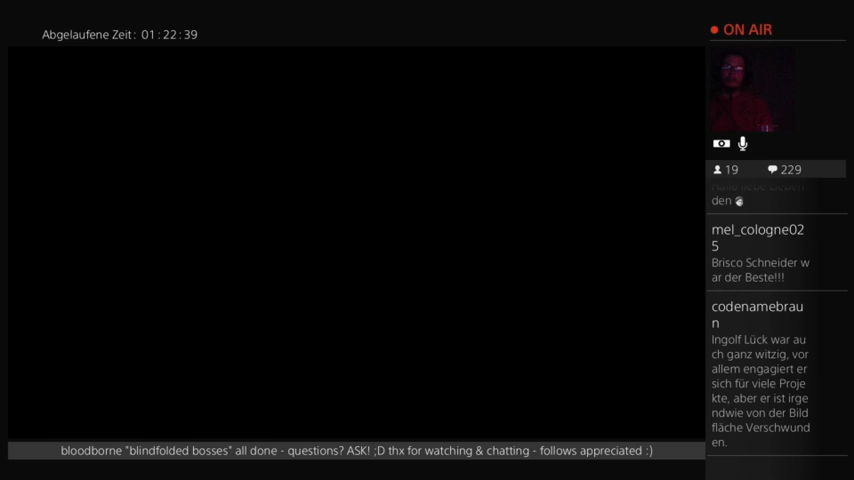 Abgelaufene Zeit: 01:22:39
ON AIR
19 229
Hallo liebe Lieben
den
mel_cologne02
5
Brisco Schneider w
ar der Beste!!!
codenamebrau
n
Ingolf Lück war au
ch ganz witzig, vor
allem engagiert er
sich für viele Proje
kte, aber er ist irge
ndwie von der Bild
fläche Verschwund
en.
bloodborne "blindfolded bosses" all done - questions? ASK! ;D thx for watching & chatting - follows appreciated :)